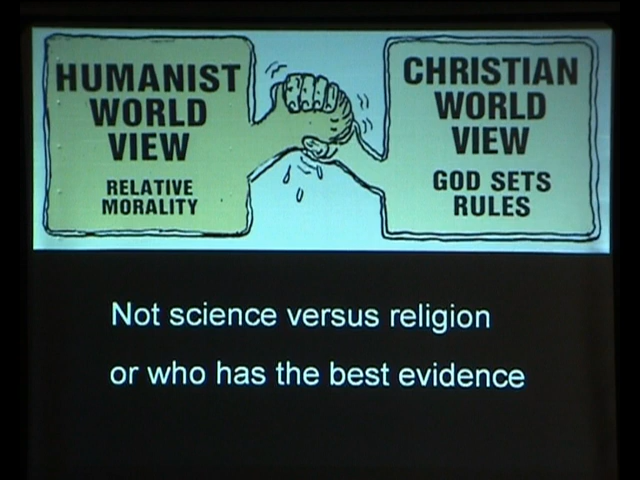 HUMANIST
WORLD
VIEW
RELATIVE
MORALITY
CHRISTIAN
WORLD
VIEW
GOD SETS
RULES
Not science versus religion
or who has the best evidence